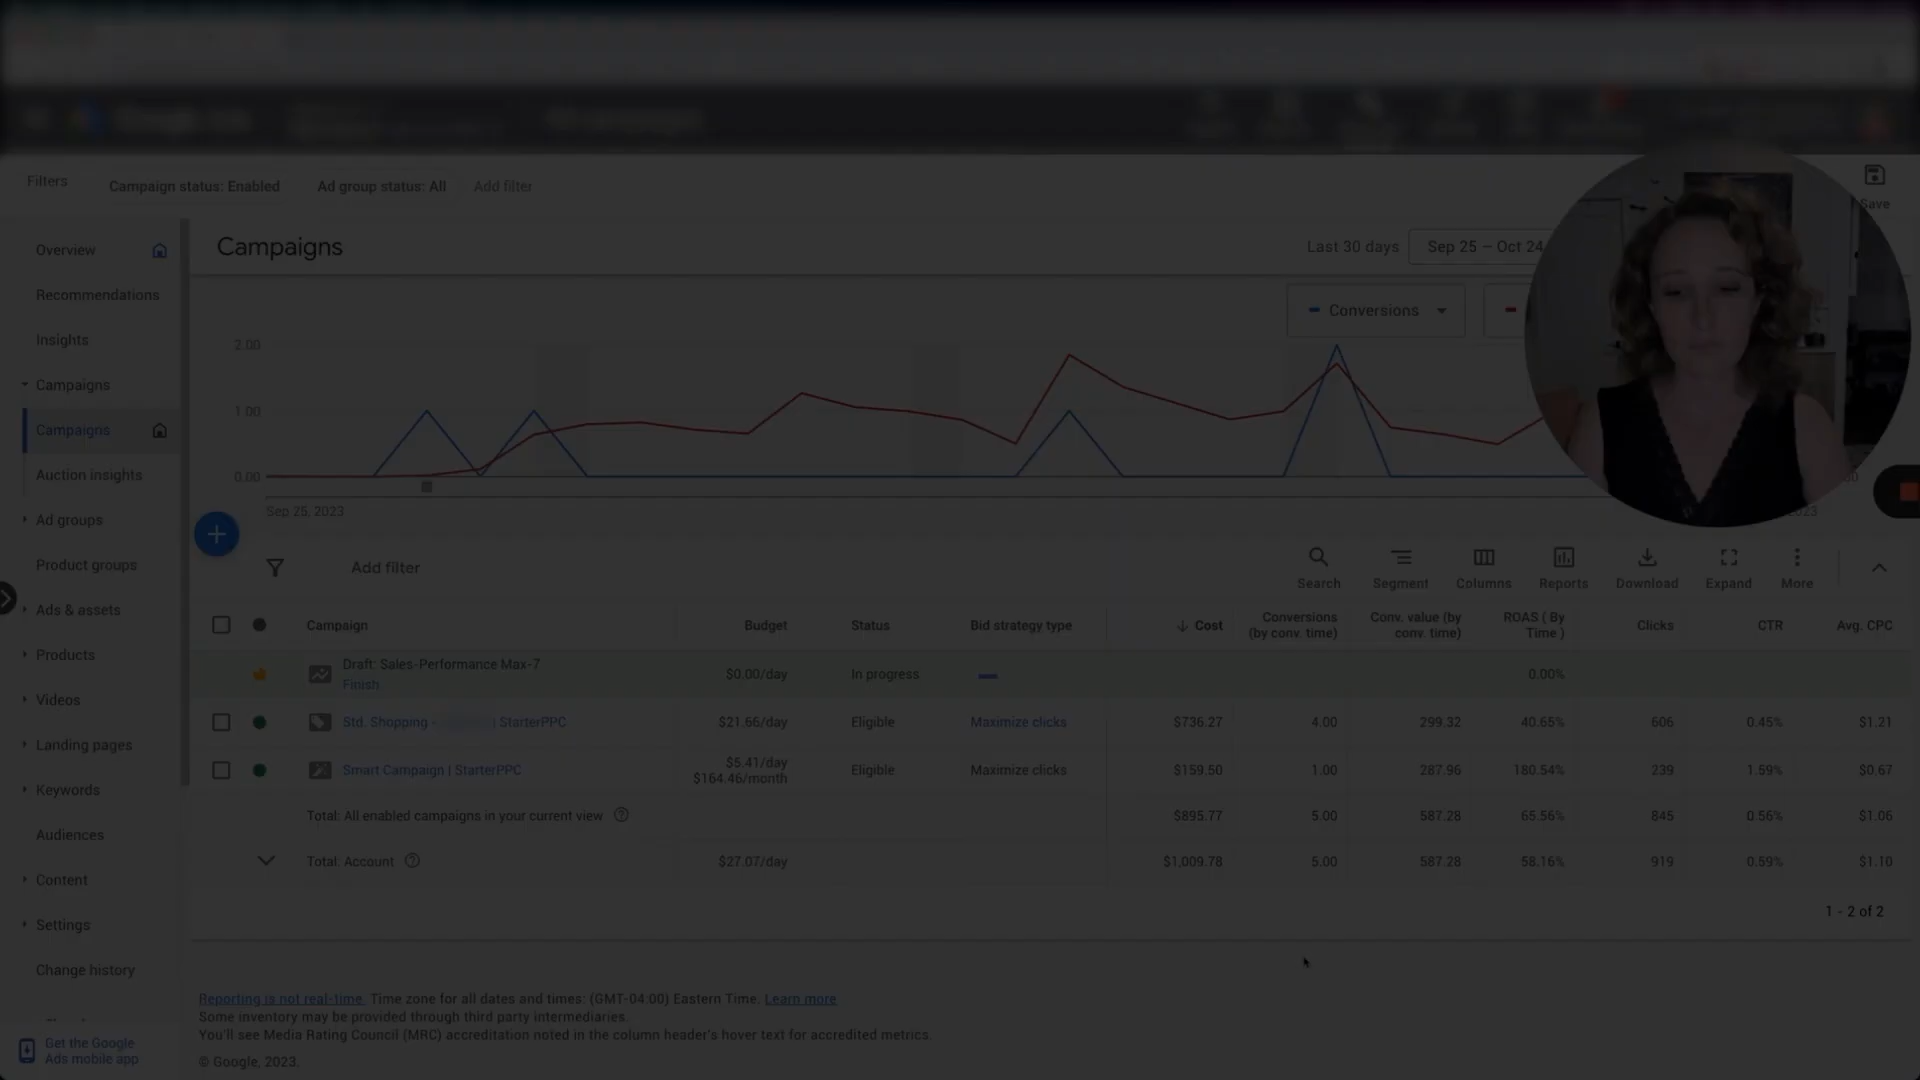 Filters
Campaign status: Enabled
Ad group status: All
Add filter
Save
Overview
Recommendations
Insights
Campaigns
Campaigns
Auction insights
Ad groups
Product groups
Ads & assets
Products
Videos
Landing pages
Keywords
Audiences
Content
Settings
Change history
Get the Google
Ads mobile app
Campaigns
Last 30 days
Sep 25 – Oct 24
Conversions
2.00
1.00
0.00
Sep 25, 2023
Add filter
Search
Segment
Columns
Reports
Download
Expand
More
Campaign
Budget
Status
Bid strategy type
Cost
Conversions
(by conv. time)
Conv. value (by
conv. time)
ROAS ( By
Time )
Clicks
CTR
Avg. CPC
Draft: Sales-Performance Max-7
Finish
$0.00/day
In progress
0.00%
Std. Shopping - | StarterPPC
$21.66/day
Eligible
Maximize clicks
$736.27
4.00
299.32
40.65%
606
0.45%
$1.21
Smart Campaign | StarterPPC
$5.41/day
$164.46/month
Eligible
Maximize clicks
$159.50
1.00
287.96
180.54%
239
1.59%
$0.67
Total: All enabled campaigns in your current view
$895.77
5.00
587.28
65.56%
845
0.56%
$1.06
Total: Account
$27.07/day
$1,009.78
5.00
587.28
58.16%
919
0.59%
$1.10
1 - 2 of 2
Reporting is not real-time. Time zone for all dates and times: (GMT-04:00) Eastern Time. Learn more
Some inventory may be provided through third party intermediaries.
You'll see Media Rating Council (MRC) accreditation noted in the column header's hover text for accredited metrics.
© Google, 2023.